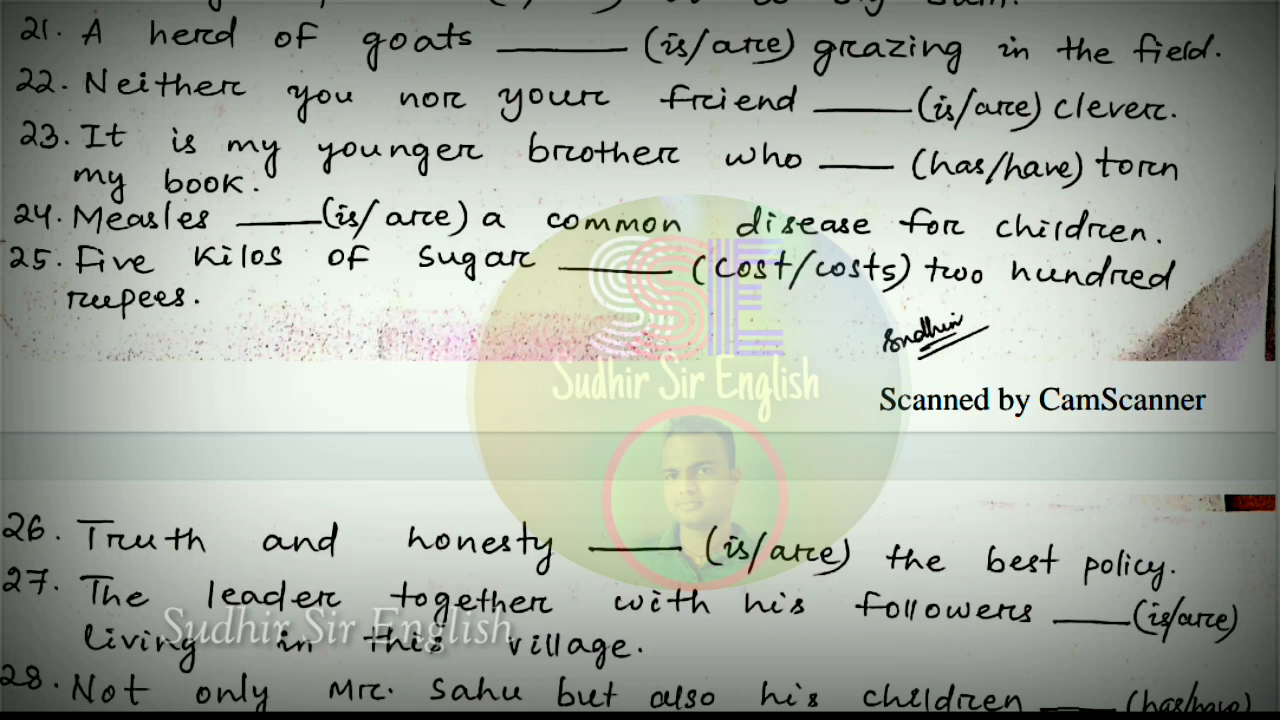 21. A herd of goats ______ (is/are) grazing in the field.
22. Neither you nor your friend ______ (is/are) clever.
23. It is my younger brother who ____ (has/have) torn
my book.
24. Measles _____ (is/are) a common disease for children.
25. Five kilos of sugar ______ (cost/costs) two hundred
rupees.
SE
Sudhir
Sudhir Sir English
Scanned by CamScanner
26. Truth and honesty _____ (is/are) the best policy.
27. The leader together with his followers _____ (is/are)
Sudhir Sir English
living in this village.
28. Not only Mr. Sahu but also his children _____ (has/have)